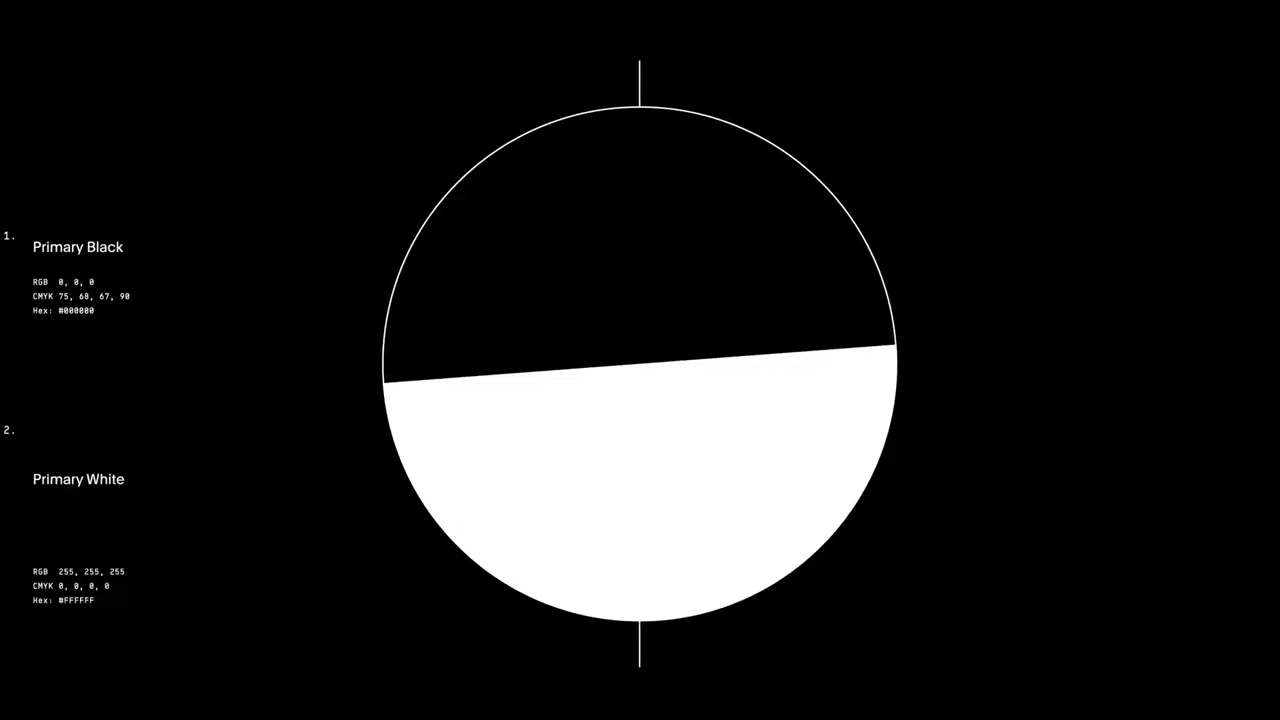 1.
Primary Black
RGB 0, 0, 0
CMYK 75, 68, 67, 90
Hex: #000000
2.
Primary White
RGB 255, 255, 255
CMYK 0, 0, 0, 0
Hex: #FFFFFF